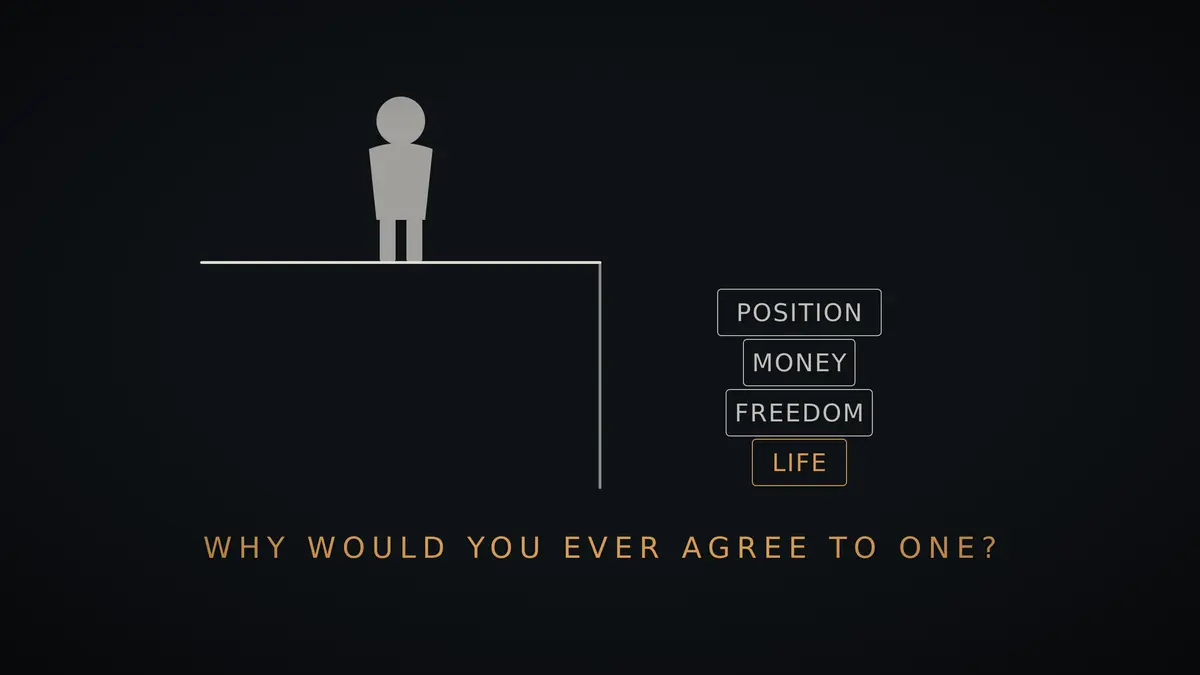 POSITION
MONEY
FREEDOM
LIFE
WHY WOULD YOU EVER AGREE TO ONE?